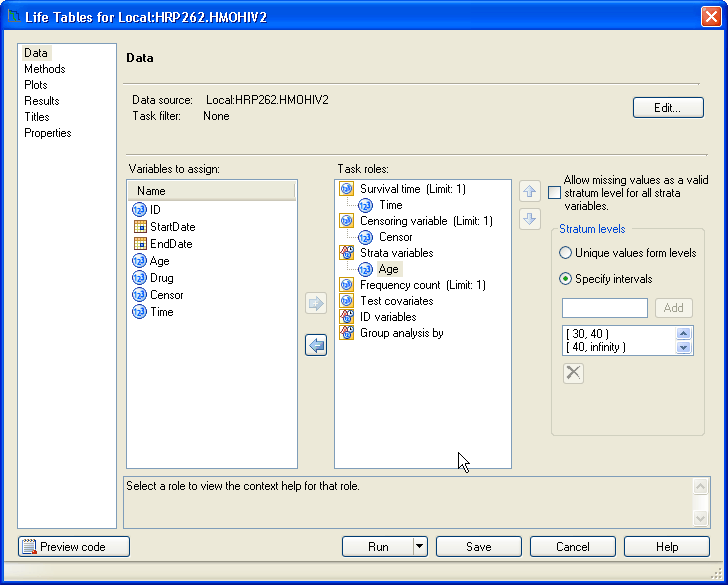 Life Tables for Local:HRP262.HMOHIV2
Data
Methods
Plots
Results
Titles
Properties
Data
Data source: Local:HRP262.HMOHIV2
Task filter: None
Edit...
Variables to assign:
Name
ID
StartDate
EndDate
Age
Drug
Censor
Time
Task roles:
Survival time (Limit: 1)
Time
Censoring variable (Limit: 1)
Censor
Strata variables
Age
Frequency count (Limit: 1)
Test covariates
ID variables
Group analysis by
Allow missing values as a valid
stratum level for all strata
variables.
Stratum levels
Unique values form levels
Specify intervals
Add
[ 30, 40 )
[ 40, infinity )
Select a role to view the context help for that role.
Preview code
Run
Save
Cancel
Help